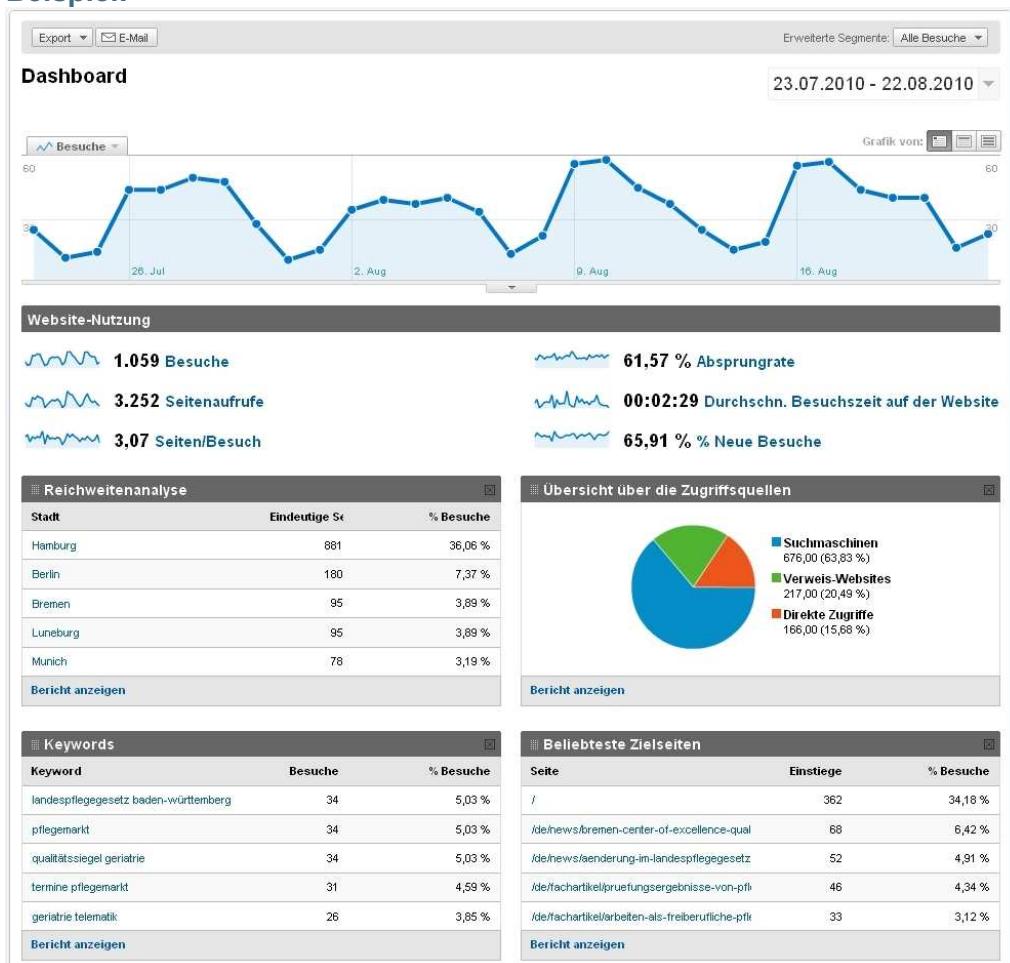 Beispiel:
Export E-Mail Erweiterte Segmente: Alle Besuche
Dashboard
23.07.2010 - 22.08.2010
Besuche
Grafik von:
60 60
30 30
26. Jul 2. Aug 9. Aug 16. Aug
Website-Nutzung
1.059 Besuche
61,57 % Absprungrate
3.252 Seitenaufrufe
00:02:29 Durchschn. Besuchszeit auf der Website
3,07 Seiten/Besuch
65,91 % % Neue Besuche
Reichweitenanalyse
Stadt Eindeutige Se % Besuche
Hamburg 881 36,06 %
Berlin 180 7,37 %
Bremen 95 3,89 %
Luneburg 95 3,89 %
Munich 78 3,19 %
Bericht anzeigen
Übersicht über die Zugriffsquellen
Suchmaschinen
676,00 (63,83 %)
Verweis-Websites
217,00 (20,49 %)
Direkte Zugriffe
166,00 (15,68 %)
Bericht anzeigen
Keywords
Keyword Besuche % Besuche
landespflegegesetz baden-württemberg 34 5,03 %
pflegemarkt 34 5,03 %
qualitätssiegel geriatrie 34 5,03 %
termine pflegemarkt 31 4,59 %
geriatrie telematik 26 3,85 %
Bericht anzeigen
Beliebteste Zielseiten
Seite Einstiege % Besuche
/ 362 34,18 %
/de/news/bremen-center-of-excellence-qual 68 6,42 %
/de/news/aenderung-im-landespflegegesetz 52 4,91 %
/de/fachartikel/pruefungsergebnisse-von-pfl 46 4,34 %
/de/fachartikel/arbeiten-als-freiberufliche-pfle 33 3,12 %
Bericht anzeigen